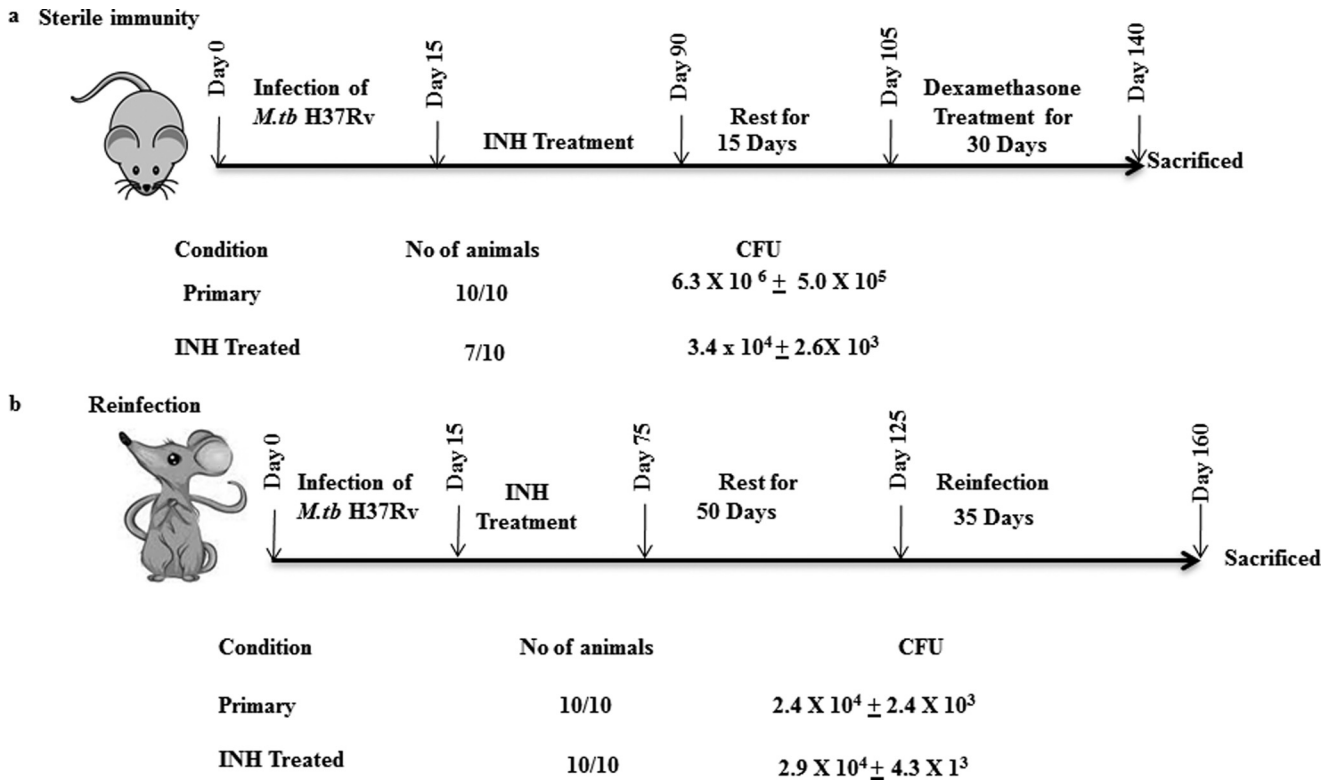 a Sterile immunity
Day 0
Infection of
M.tb H37Rv
Day 15
INH Treatment
Day 90
Rest for
15 Days
Day 105
Dexamethasone
Treatment for
30 Days
Day 140
Sacrificed
Condition No of animals CFU
Primary 10/10 6.3 X 10⁶ ± 5.0 X 10⁵
INH Treated 7/10 3.4 x 10⁴ ± 2.6X 10³
b Reinfection
Day 0
Infection of
M.tb H37Rv
Day 15
INH
Treatment
Day 75
Rest for
50 Days
Day 125
Reinfection
35 Days
Day 160
Sacrificed
Condition No of animals CFU
Primary 10/10 2.4 X 10⁴ ± 2.4 X 10³
INH Treated 10/10 2.9 X 10⁴ ± 4.3 X 1³